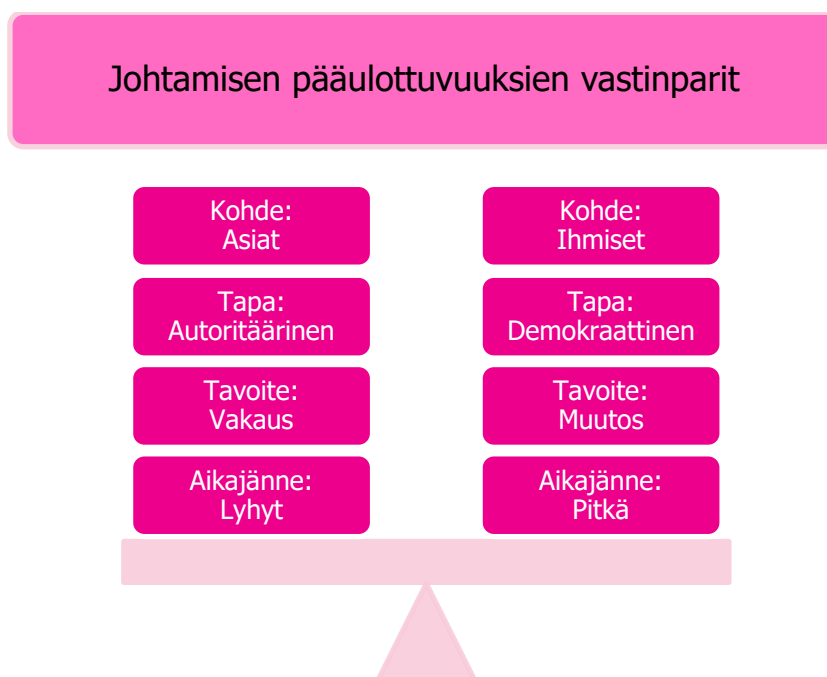 Johtamisen pääulottuvuuksien vastinparit
Kohde:
Asiat
Kohde:
Ihmiset
Tapa:
Autoritäärinen
Tapa:
Demokraattinen
Tavoite:
Vakaus
Tavoite:
Muutos
Aikajänne:
Lyhyt
Aikajänne:
Pitkä